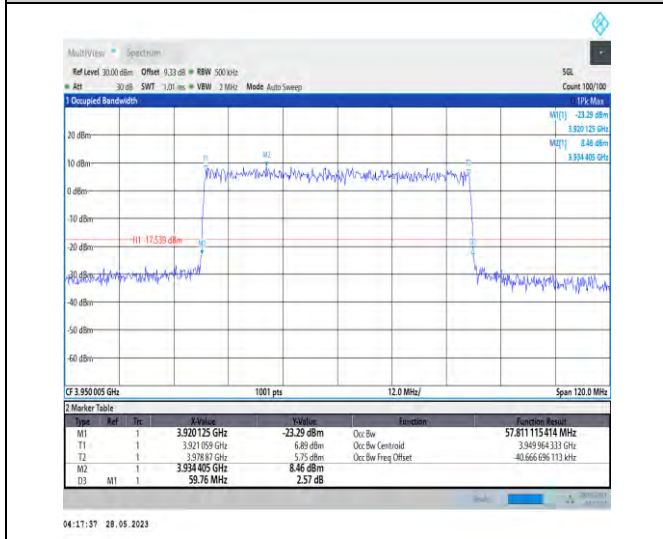 MultiView Spectrum
Ref Level 30.00 dBm Offset 9.33 dB RBW 500 kHz SGL
Att 30 dB SWT 1.01 ms VBW 2 MHz Mode Auto Sweep Count 100/100
1 Occupied Bandwidth 1Pk Max
M1[1] -23.29 dBm
3.920 125 GHz
M2[1] 8.46 dBm
3.934 405 GHz
20 dBm
M2
10 dBm
0 dBm
-10 dBm
H1 -17.539 dBm
M1
-20 dBm
-30 dBm
-40 dBm
-50 dBm
-60 dBm
CF 3.950 005 GHz 1001 pts 12.0 MHz/ Span 120.0 MHz
2 Marker Table
Type Ref Trc X-Value Y-Value Function Function Result
M1 1 3.920 125 GHz -23.29 dBm Occ Bw 57.811 115 414 MHz
T1 1 3.921 059 GHz 6.89 dBm Occ Bw Centroid 3.949 964 333 GHz
T2 1 3.978 87 GHz 5.75 dBm Occ Bw Freq Offset -40.666 696 113 kHz
M2 1 3.934 405 GHz 8.46 dBm
D3 M1 1 59.76 MHz 2.57 dB
04:17:37 28.05.2023